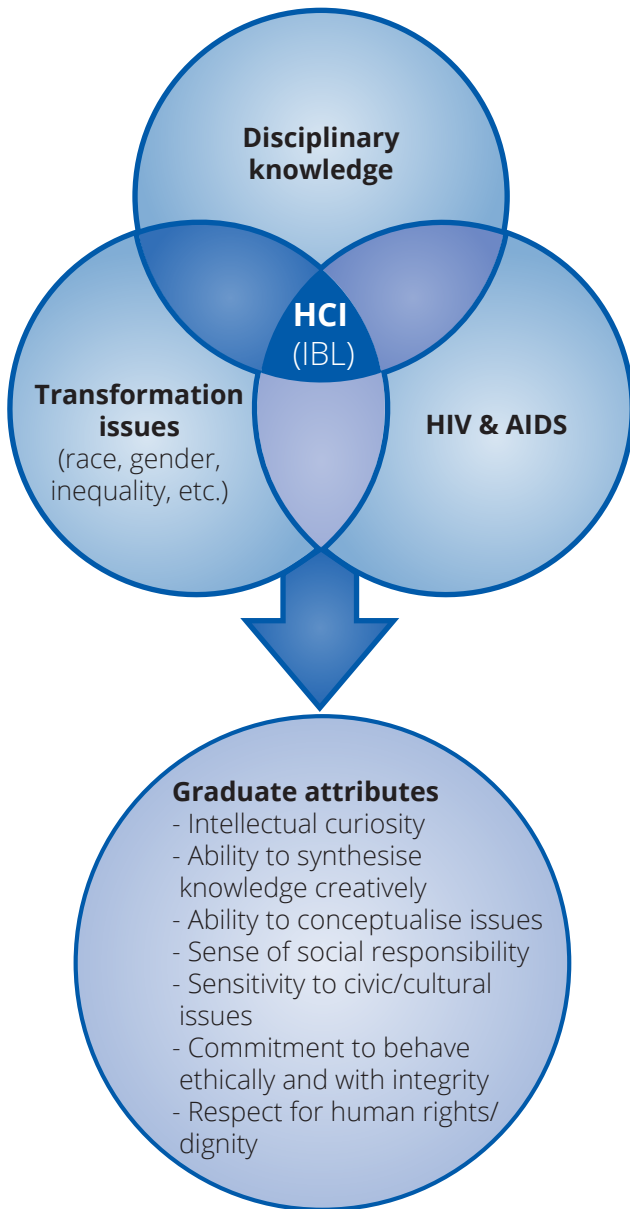 Disciplinary
knowledge
HCI
(IBL)
Transformation
issues
(race, gender,
inequality, etc.)
HIV & AIDS
Graduate attributes
- Intellectual curiosity
- Ability to synthesise
knowledge creatively
- Ability to conceptualise issues
- Sense of social responsibility
- Sensitivity to civic/cultural
issues
- Commitment to behave
ethically and with integrity
- Respect for human rights/
dignity